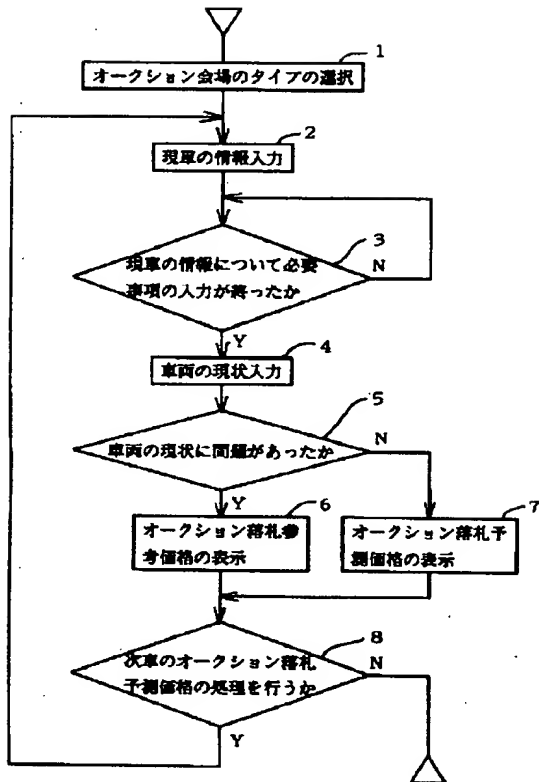 1
オークション会場のタイプの選択
2
現車の情報入力
3
現車の情報について必要
事項の入力が終ったか
N
Y
4
車両の現状入力
5
車両の現状に問題があったか
N
Y
6
オークション落札参
考価格の表示
7
オークション落札予
測価格の表示
8
次車のオークション落札
予測価格の処理を行うか
N
Y